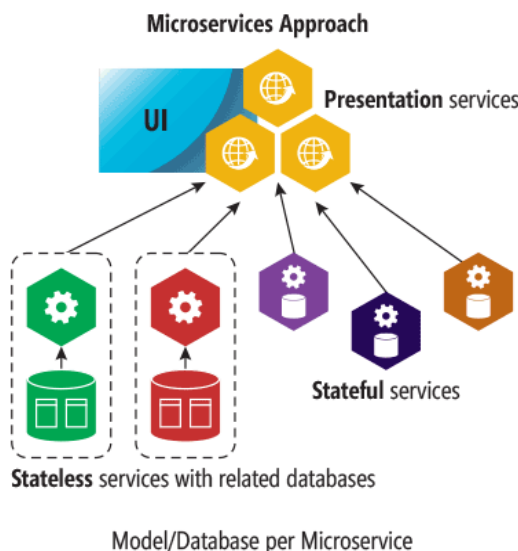 Microservices Approach
UI
Presentation services
Stateful services
Stateless services with related databases
Model/Database per Microservice